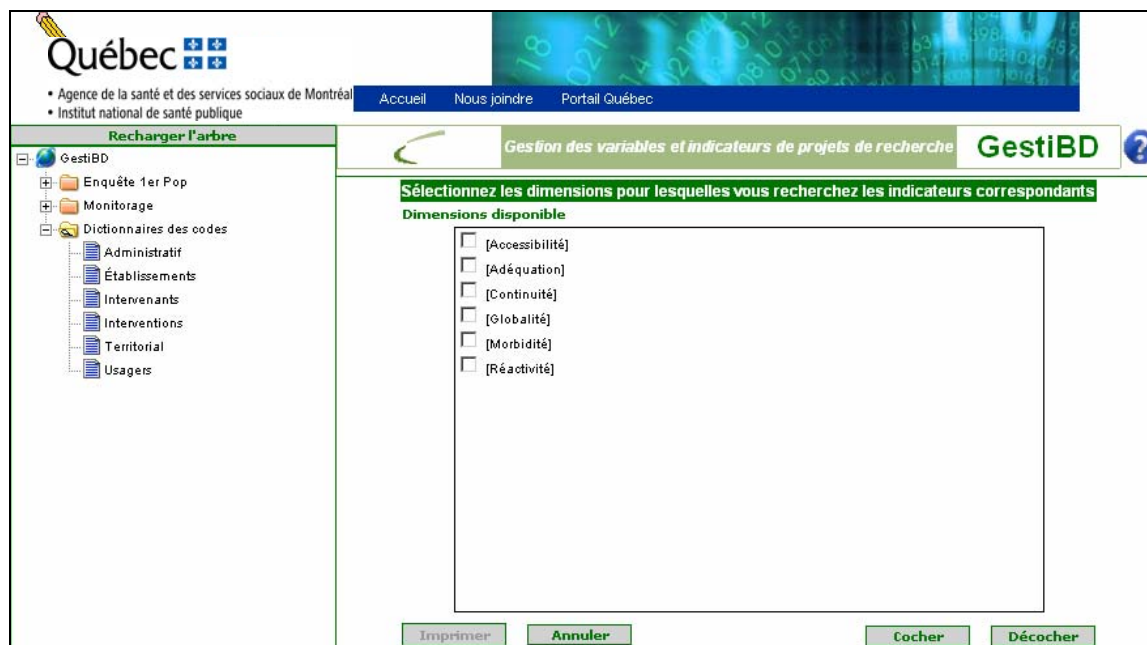 Québec
• Agence de la santé et des services sociaux de Montréal
• Institut national de santé publique
Accueil Nous joindre Portail Québec
Recharger l'arbre
GestiBD
Enquête 1er Pop
Monitorage
Dictionnaires des codes
Administratif
Établissements
Intervenants
Interventions
Territorial
Usagers
Gestion des variables et indicateurs de projets de recherche GestiBD ?
Sélectionnez les dimensions pour lesquelles vous recherchez les indicateurs correspondants
Dimensions disponible
[Accessibilité]
[Adéquation]
[Continuité]
[Globalité]
[Morbidité]
[Réactivité]
Imprimer Annuler Cocher Décocher